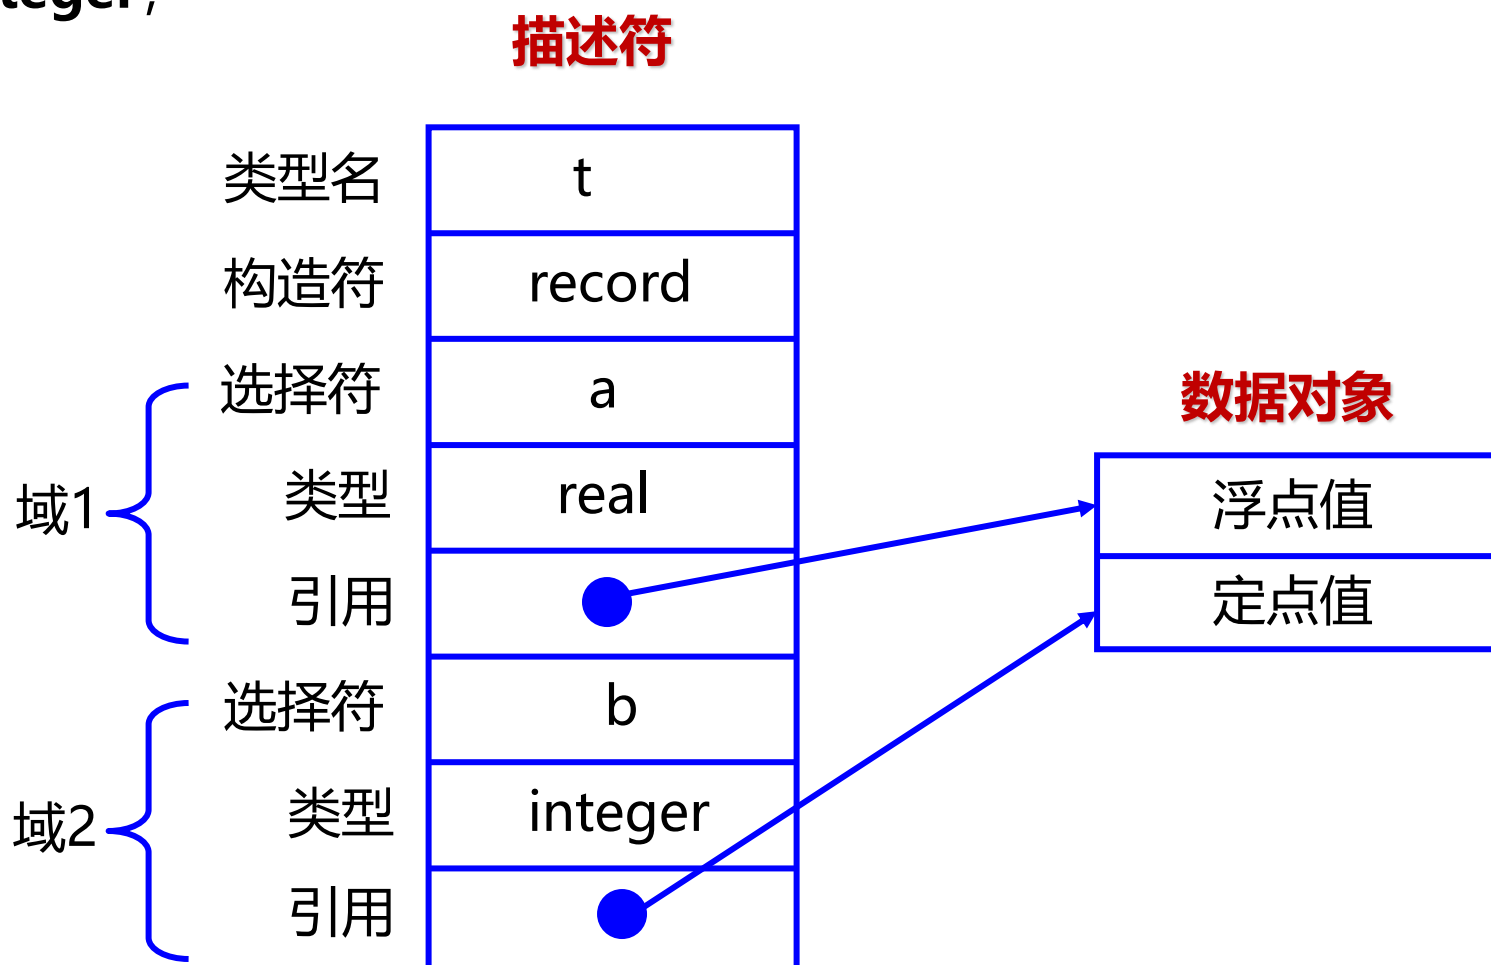 teger;
描述符
类型名 t
构造符 record
选择符 a
数据对象
域1 类型 real
浮点值
引用
定点值
选择符 b
域2 类型 integer
引用